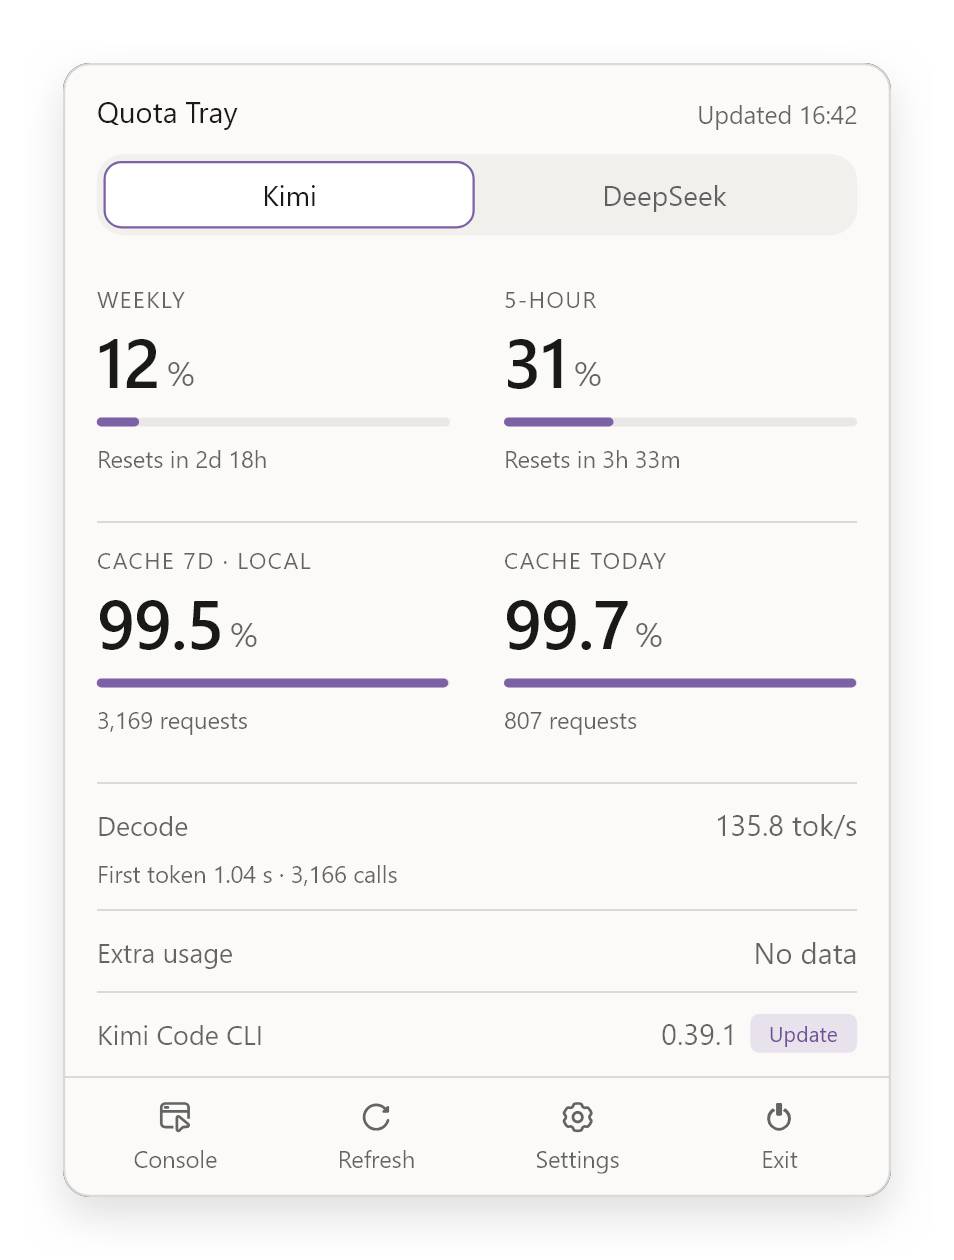 Quota Tray
Updated 16:42
Kimi
DeepSeek
WEEKLY
5-HOUR
12 %
31 %
Resets in 2d 18h
Resets in 3h 33m
CACHE 7D · LOCAL
CACHE TODAY
99.5 %
99.7 %
3,169 requests
807 requests
Decode
135.8 tok/s
First token 1.04 s · 3,166 calls
Extra usage
No data
Kimi Code CLI
0.39.1
Update
Console
Refresh
Settings
Exit